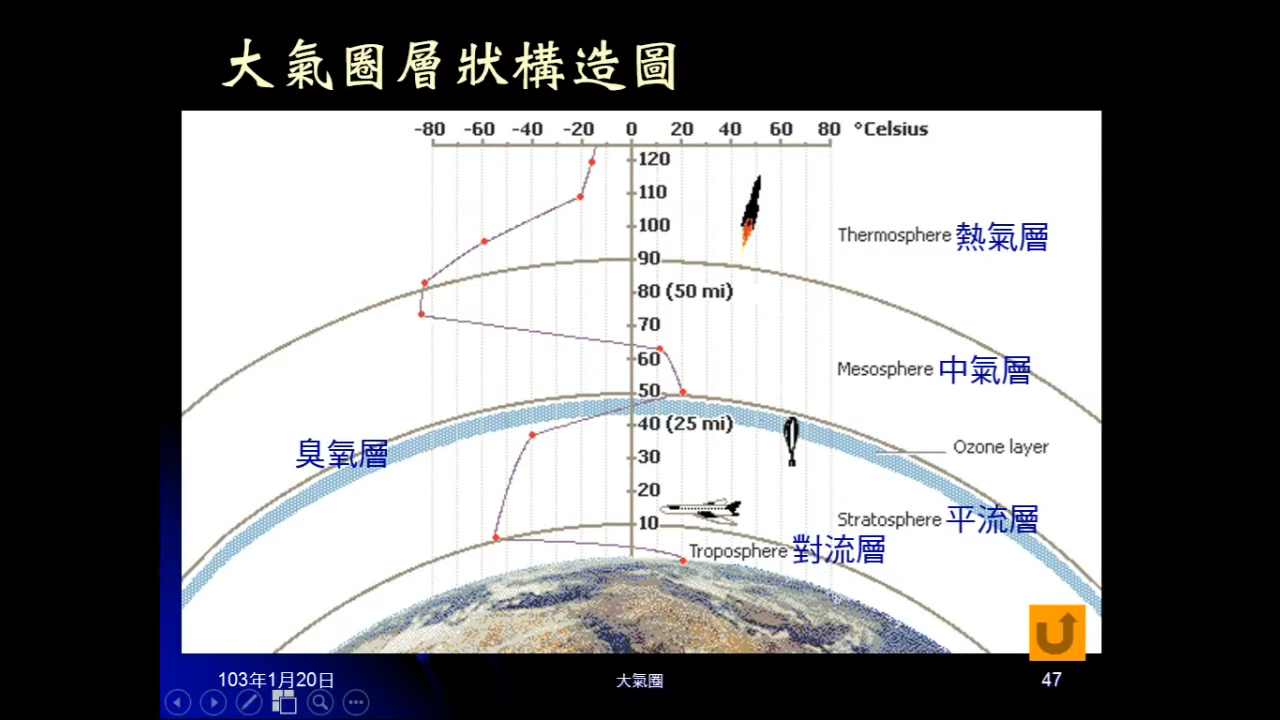 大氣圈層狀構造圖
-80 -60 -40 -20 0 20 40 60 80 °Celsius
120
110
100
Thermosphere 熱氣層
90
80 (50 mi)
70
60
Mesosphere 中氣層
50
40 (25 mi)
臭氧層
Ozone layer
30
20
Stratosphere 平流層
10
Troposphere 對流層
103年1月20日
大氣圈
47